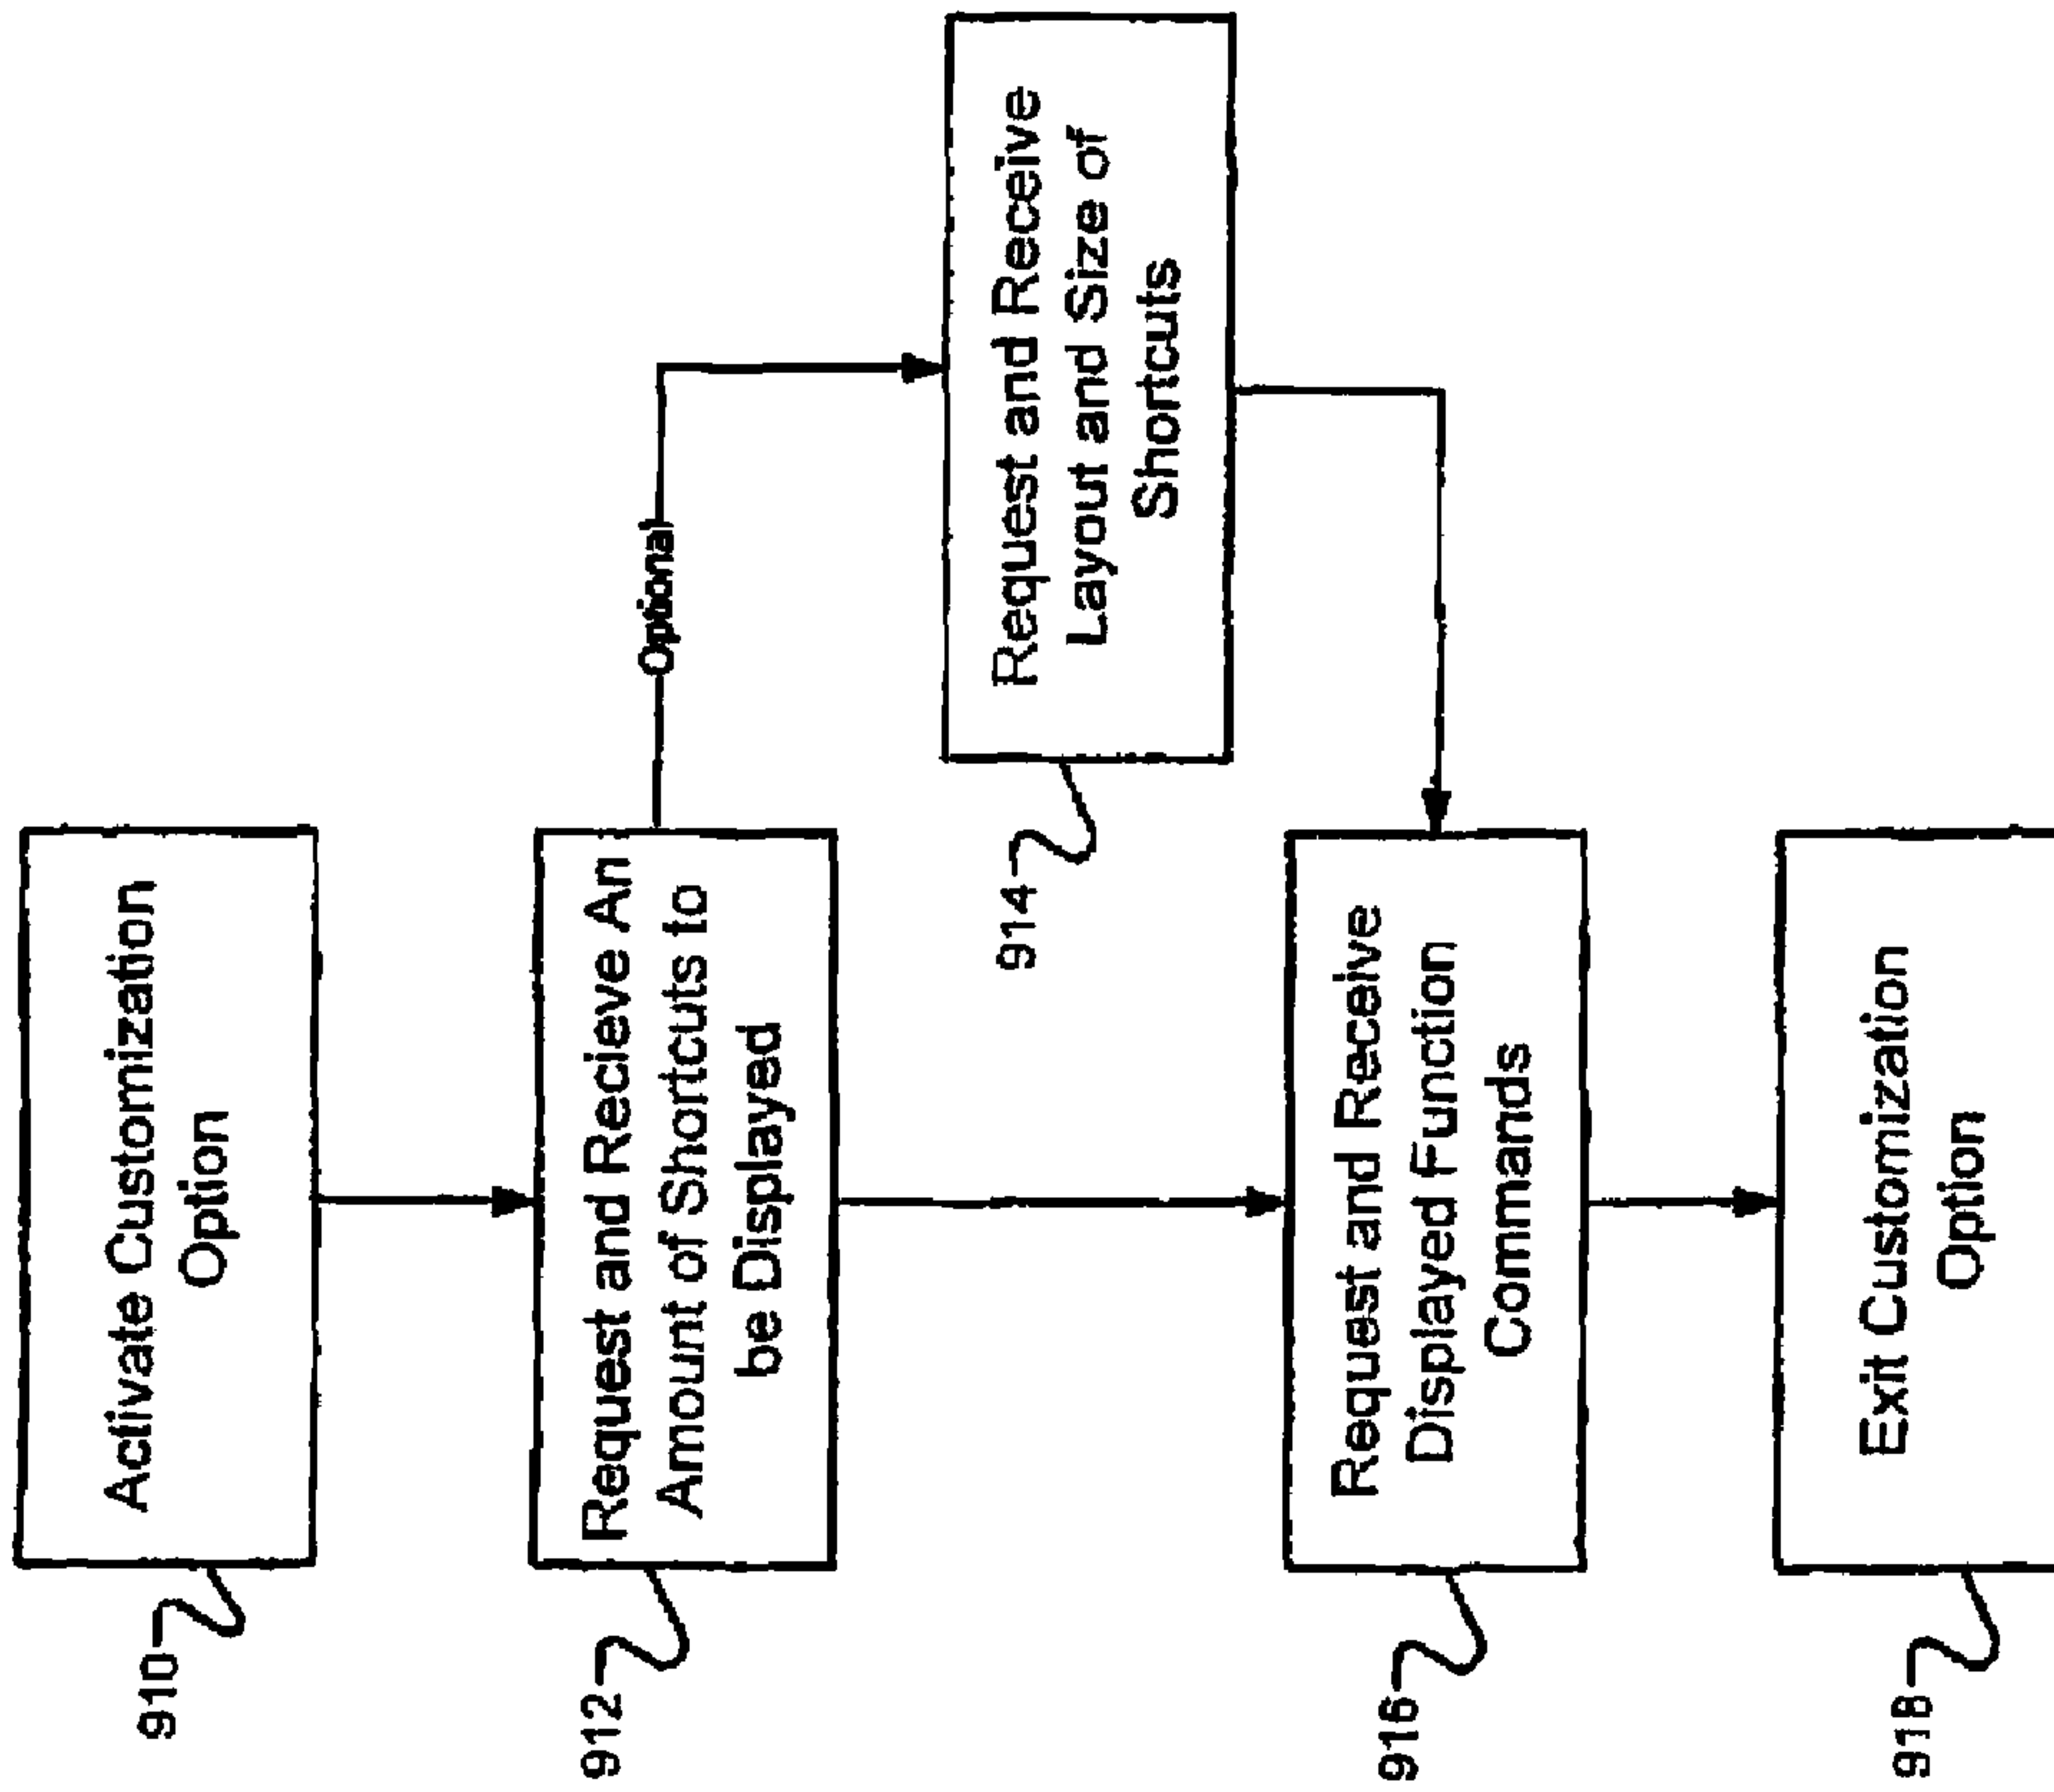 Activate Customization
Option
910
Request and Recieve An
Amount of Shortcuts to
be Displayed
912
Optional
Request and Receive
Layout and Size of
Shortcuts
914
Request and Receive
Displayed Function
Commands
916
Exit Customization
Option
918